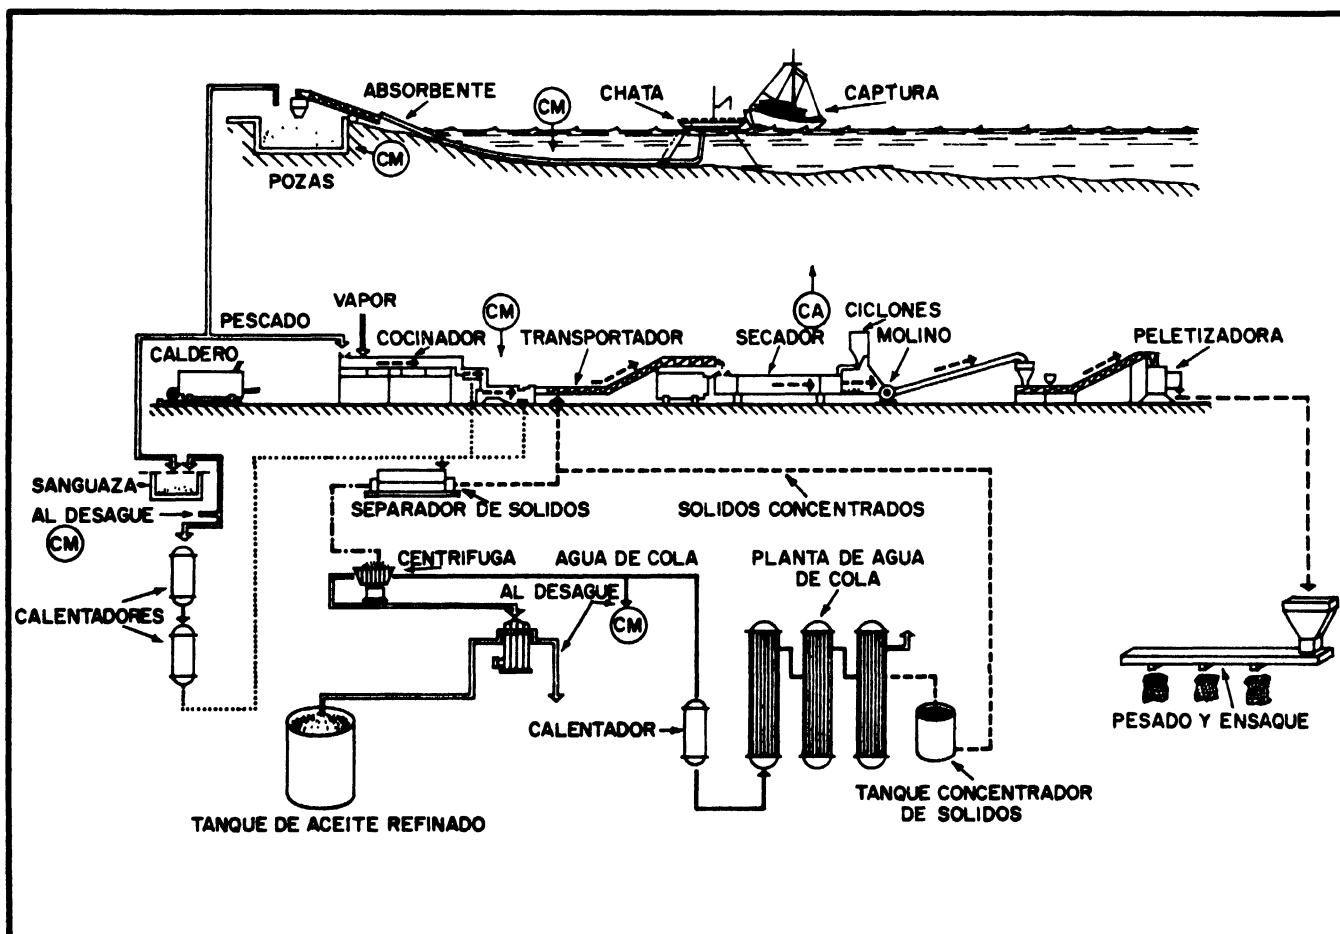 ABSORBENTE
CM
CHATA
CAPTURA
CM
POZAS
VAPOR
PESCADO
COCINADOR
CM
TRANSPORTADOR
SECADOR
CA
CICLONES
MOLINO
PELETIZADORA
CALDERO
SANGUAZA
AL DESAGUE
CM
SEPARADOR DE SOLIDOS
SOLIDOS CONCENTRADOS
CENTRIFUGA
AGUA DE COLA
AL DESAGUE
CM
PLANTA DE AGUA
DE COLA
CALENTADORES
CALENTADOR
PESADO Y ENSAQUE
TANQUE CONCENTRADOR
DE SOLIDOS
TANQUE DE ACEITE REFINADO